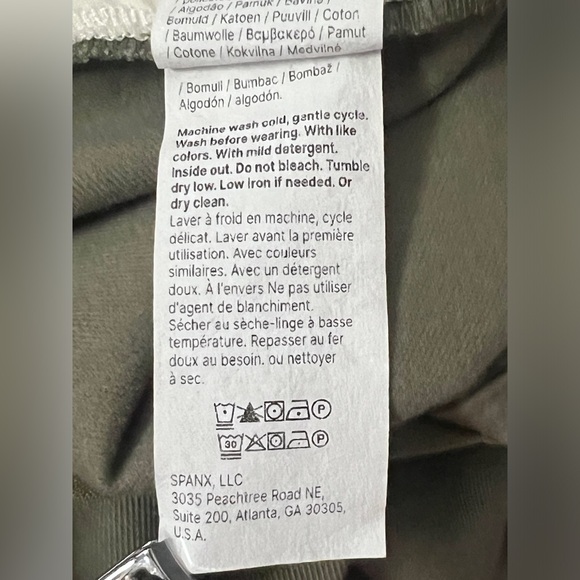 / Algodão / Pamuk /
Bomuld / Katoen / Puuvill / Coton
/ Baumwolle / Βαμβακερό / Pamut
/ Cotone / Kokvilna / Medvilnė
/ Bomull / Bumbac / Bombaž /
Algodón / algodón.
Machine wash cold, gentle cycle.
Wash before wearing. With like
colors. With mild detergent.
Inside out. Do not bleach. Tumble
dry low. Low Iron if needed. Or
dry clean.
Laver à froid en machine, cycle
délicat. Laver avant la première
utilisation. Avec couleurs
similaires. Avec un détergent
doux. À l'envers Ne pas utiliser
d'agent de blanchiment.
Sécher au sèche-linge à basse
température. Repasser au fer
doux au besoin. ou nettoyer
à sec.
P
30 P
SPANX, LLC
3035 Peachtree Road NE,
Suite 200, Atlanta, GA 30305,
U.S.A.